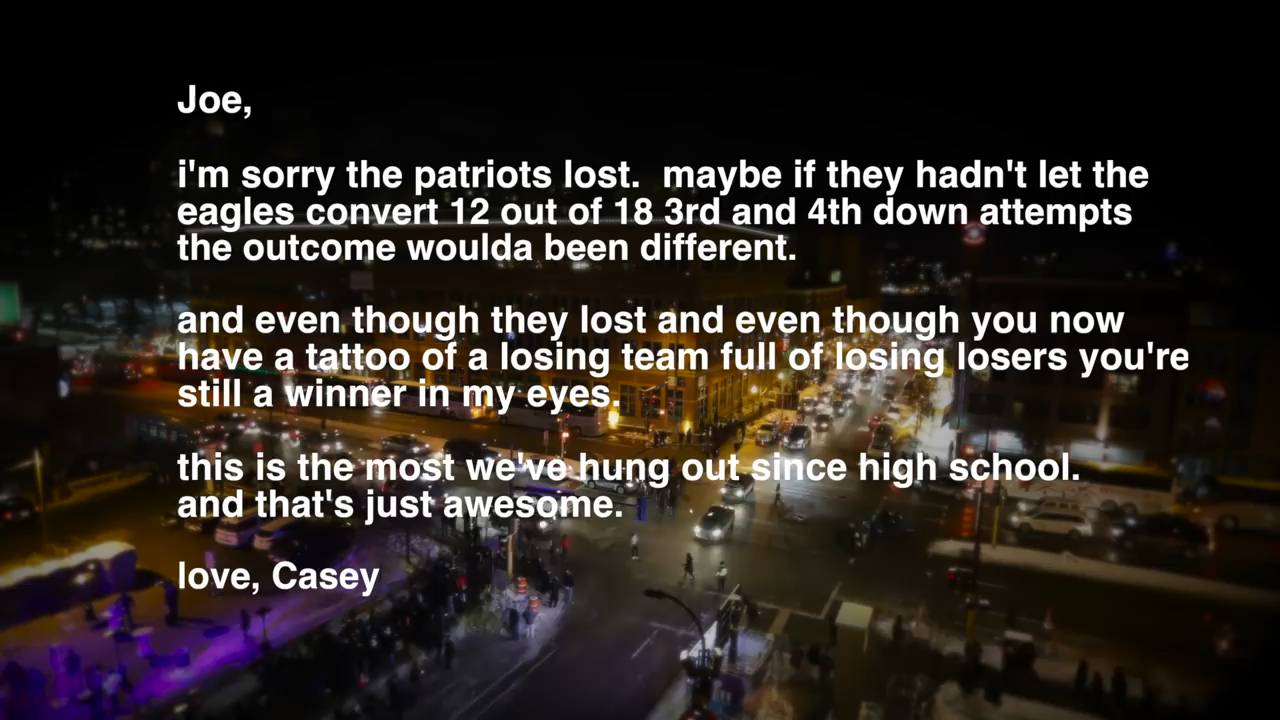 Joe,
i'm sorry the patriots lost.  maybe if they hadn't let the
eagles convert 12 out of 18 3rd and 4th down attempts
the outcome woulda been different.
and even though they lost and even though you now
have a tattoo of a losing team full of losing losers you're
still a winner in my eyes.
this is the most we've hung out since high school.
and that's just awesome.
love, Casey